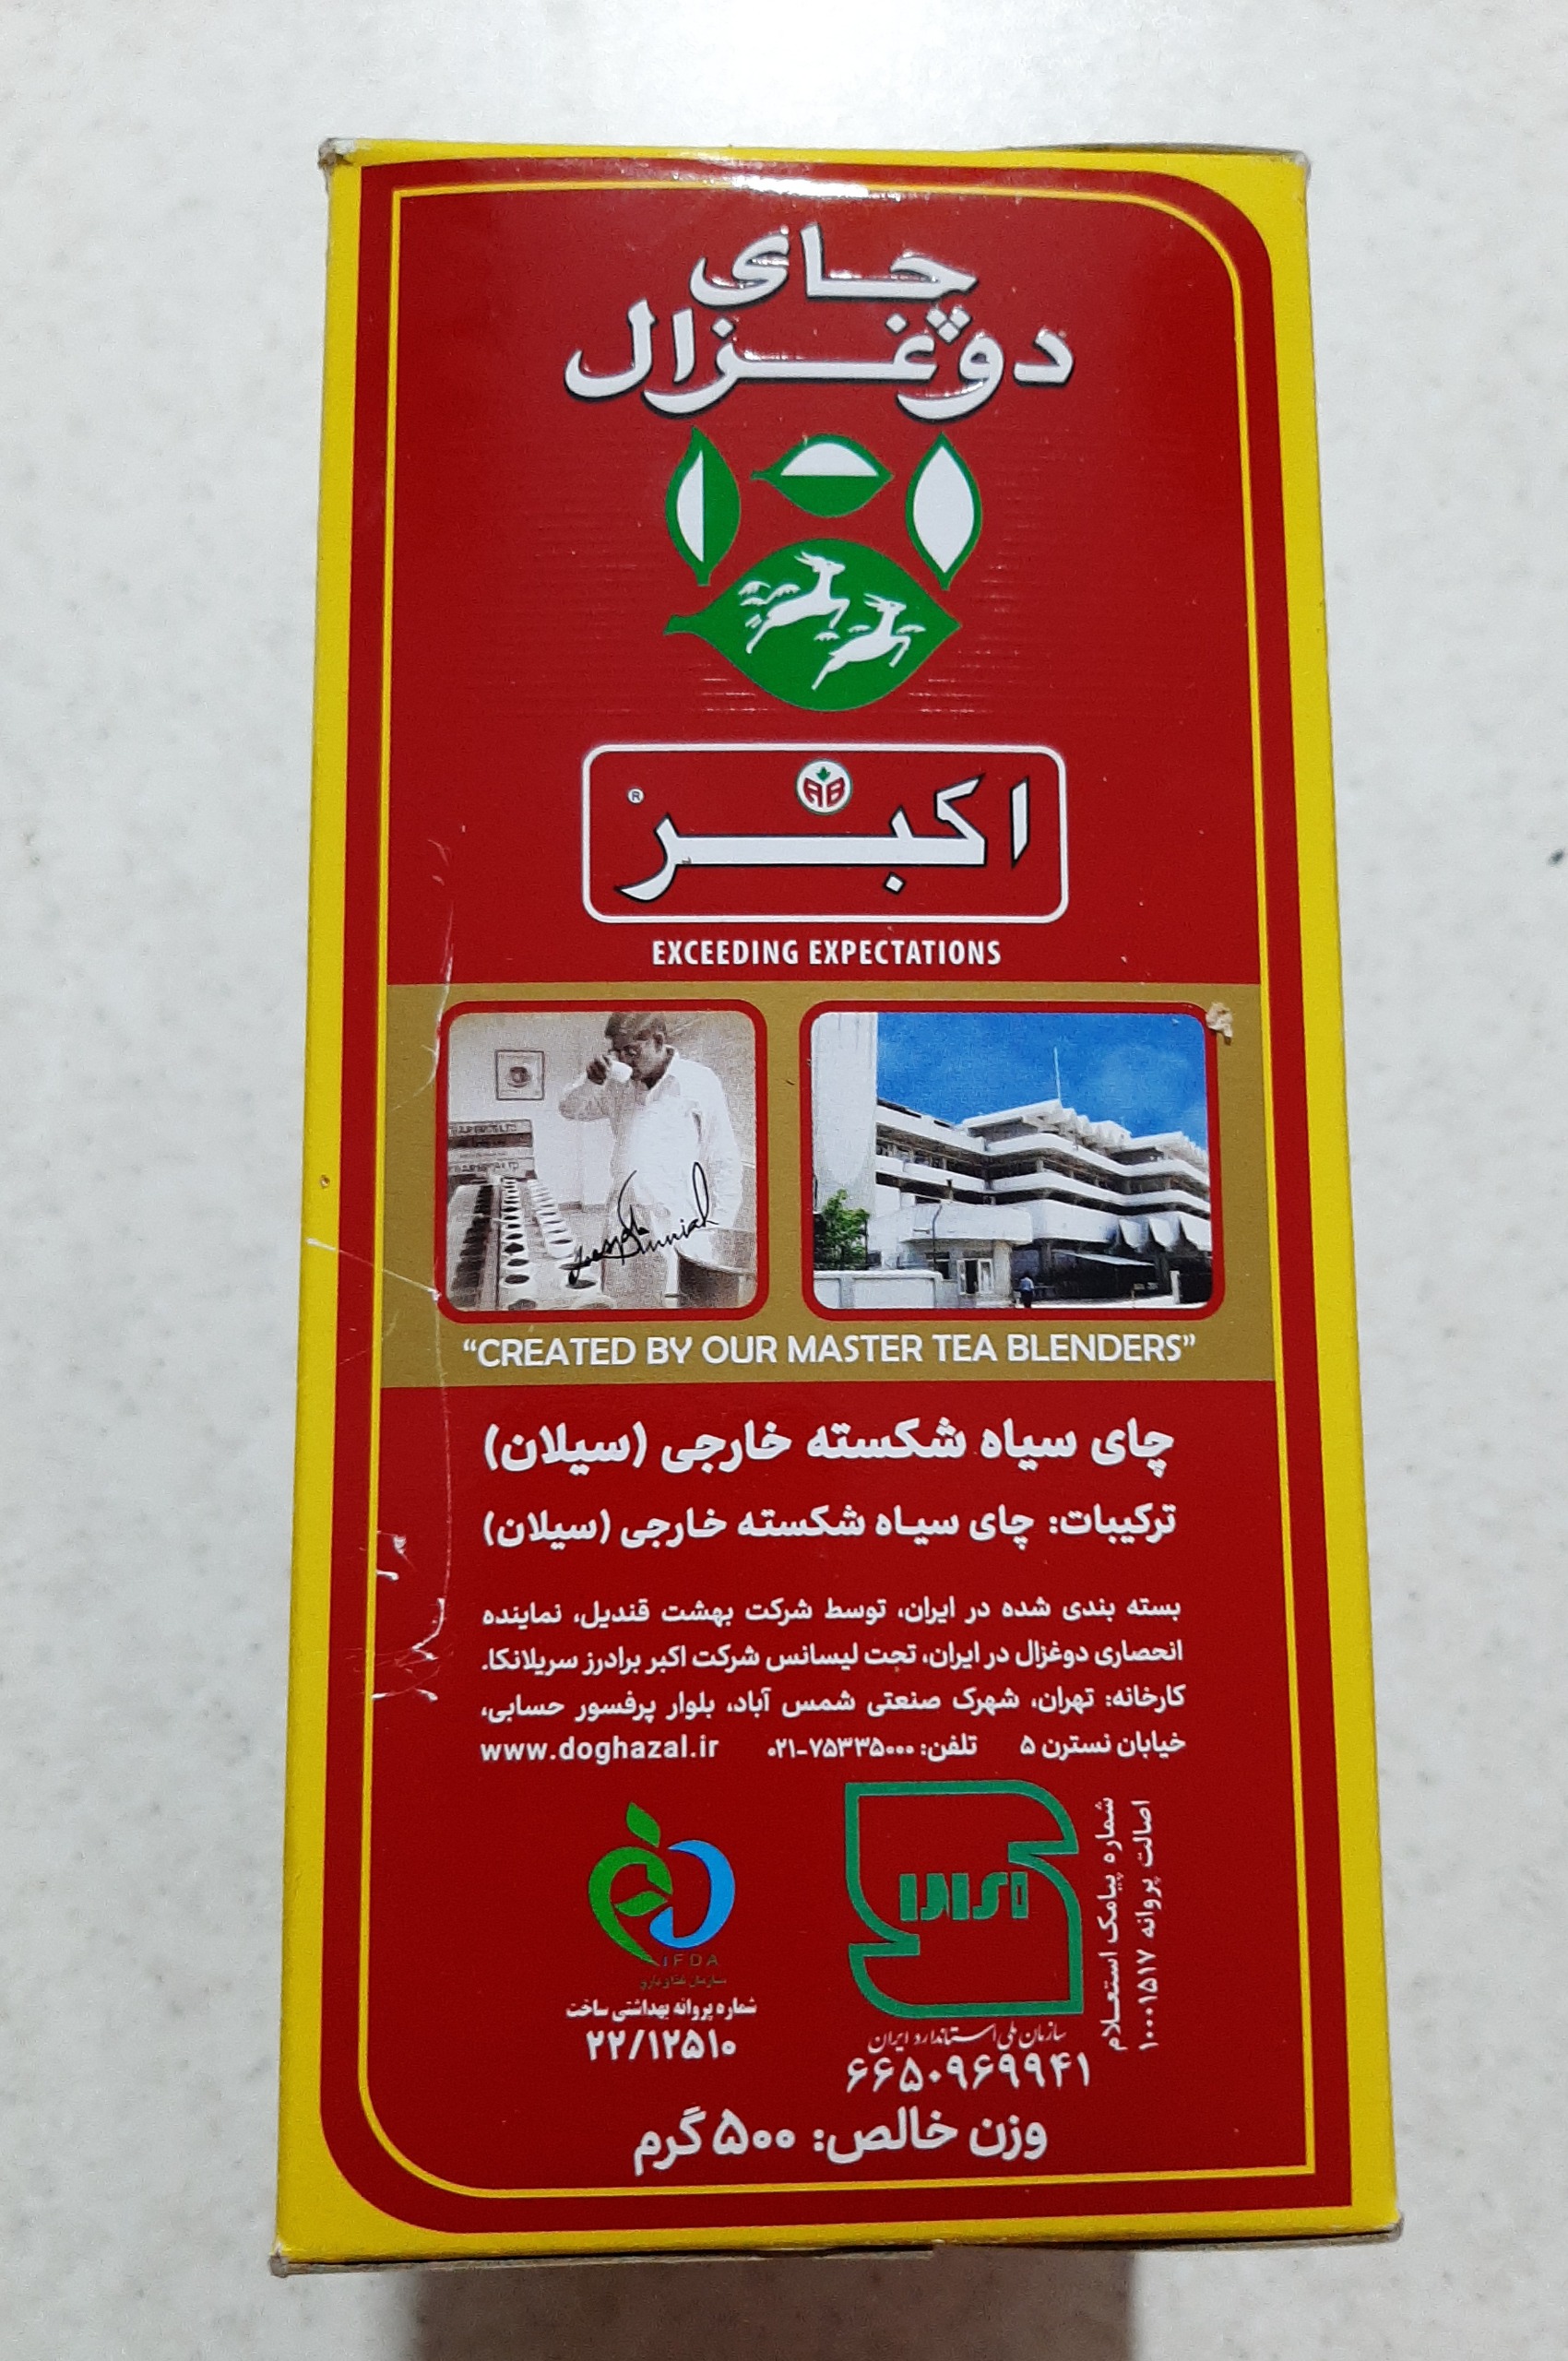 چای
دوغزال
AB
اکبر ®
EXCEEDING EXPECTATIONS
“CREATED BY OUR MASTER TEA BLENDERS”
چای سیاه شکسته خارجی (سیلان)
ترکیبات: چای سیاه شکسته خارجی (سیلان)
بسته بندی شده در ایران، توسط شرکت بهشت قندیل، نماینده
انحصاری دوغزال در ایران، تحت لیسانس شرکت اکبر برادرز سریلانکا.
کارخانه: تهران، شهرک صنعتی شمس آباد، بلوار پرفسور حسابی،
خیابان نسترن ۵ تلفن: ۷۵۳۳۵۰۰۰-۰۲۱ www.doghazal.ir
شماره پیامک استعلام
اصالت پروانه ۱۰۰۰۱۵۱۷
IFDA
سازمان غذا و دارو
شماره پروانه بهداشتی ساخت
۲۲/۱۲۵۱۰
سازمان ملی استاندارد ایران
۶۶۵۰۹۶۹۹۴۱
وزن خالص: ۵۰۰ گرم